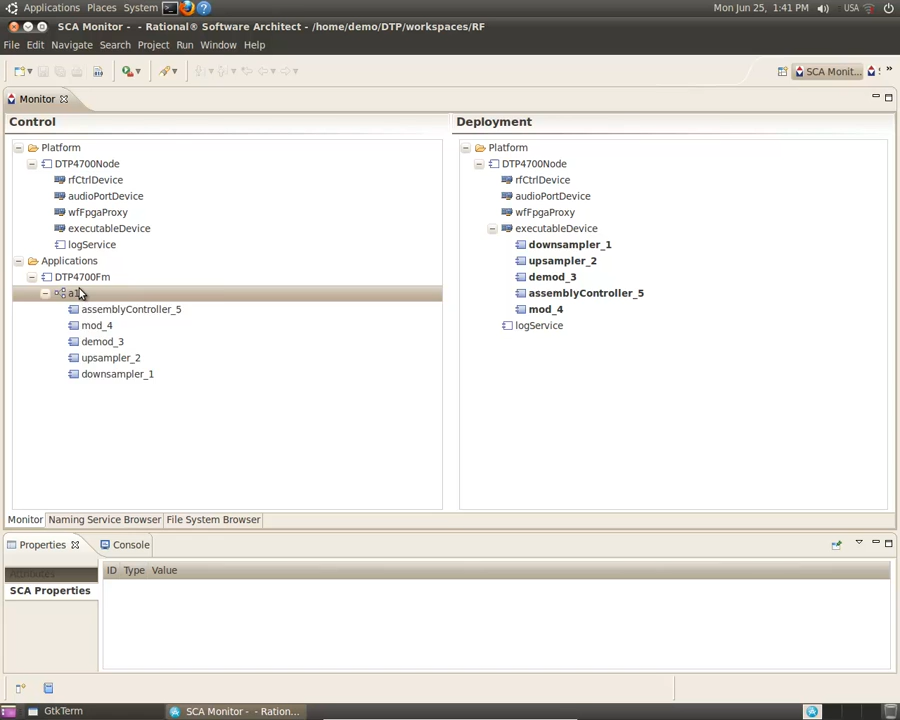 Applications Places System Mon Jun 25, 1:41 PM USA
SCA Monitor - - Rational® Software Architect - /home/demo/DTP/workspaces/RF
File Edit Navigate Search Project Run Window Help
SCA Monit...
Monitor
Control
Platform
DTP4700Node
rfCtrlDevice
audioPortDevice
wfFpgaProxy
executableDevice
logService
Applications
DTP4700Fm
assemblyController_5
mod_4
demod_3
upsampler_2
downsampler_1
Deployment
Platform
DTP4700Node
rfCtrlDevice
audioPortDevice
wfFpgaProxy
executableDevice
downsampler_1
upsampler_2
demod_3
assemblyController_5
mod_4
logService
Monitor Naming Service Browser File System Browser
Properties Console
Attributes
SCA Properties
ID Type Value
GtkTerm SCA Monitor - - Ration...